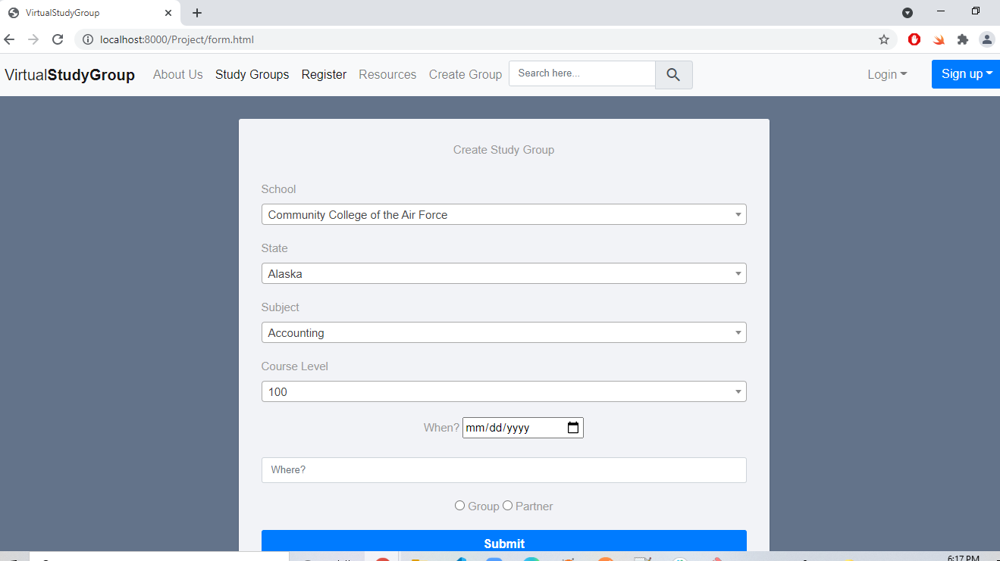 VirtualStudyGroup
localhost:8000/Project/form.html
VirtualStudyGroup About Us Study Groups Register Resources Create Group Search here... Login Sign up
Create Study Group
School
Community College of the Air Force
State
Alaska
Subject
Accounting
Course Level
100
When? mm/dd/yyyy
Where?
Group Partner
Submit
6:17 PM